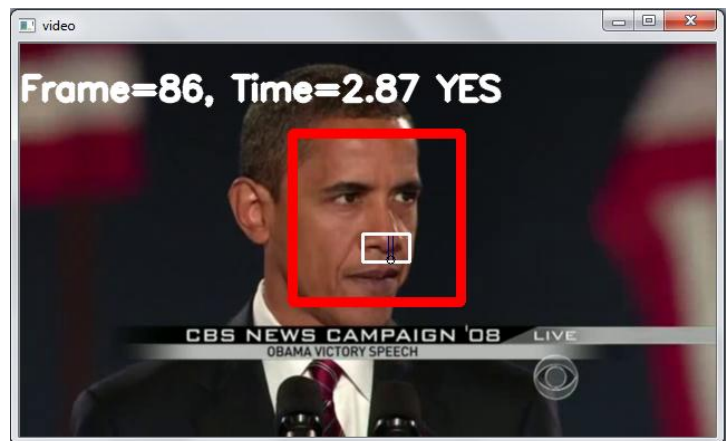 video
Frame=86, Time=2.87 YES
CBS NEWS CAMPAIGN '08 LIVE
OBAMA VICTORY SPEECH